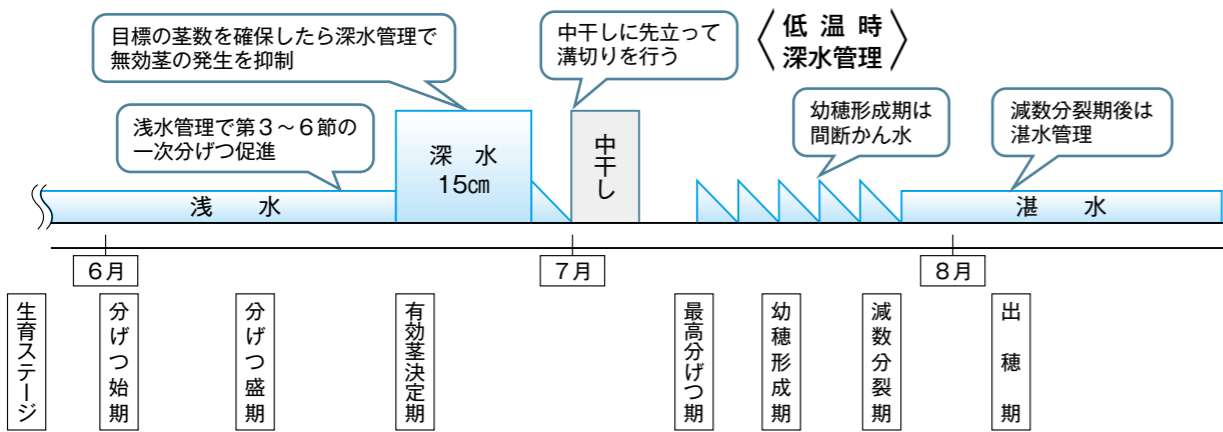 目標の茎数を確保したら深水管理で
無効茎の発生を抑制
中干しに先立って
溝切りを行う
〈低温時
深水管理〉
浅水管理で第3~6節の
一次分げつ促進
幼穂形成期は
間断かん水
減数分裂期後は
湛水管理
浅水
深水
15㎝
中干し
湛水
6月
7月
8月
生育ステージ
分げつ始期
分げつ盛期
有効茎決定期
最高分げつ期
幼穂形成期
減数分裂期
出穂期